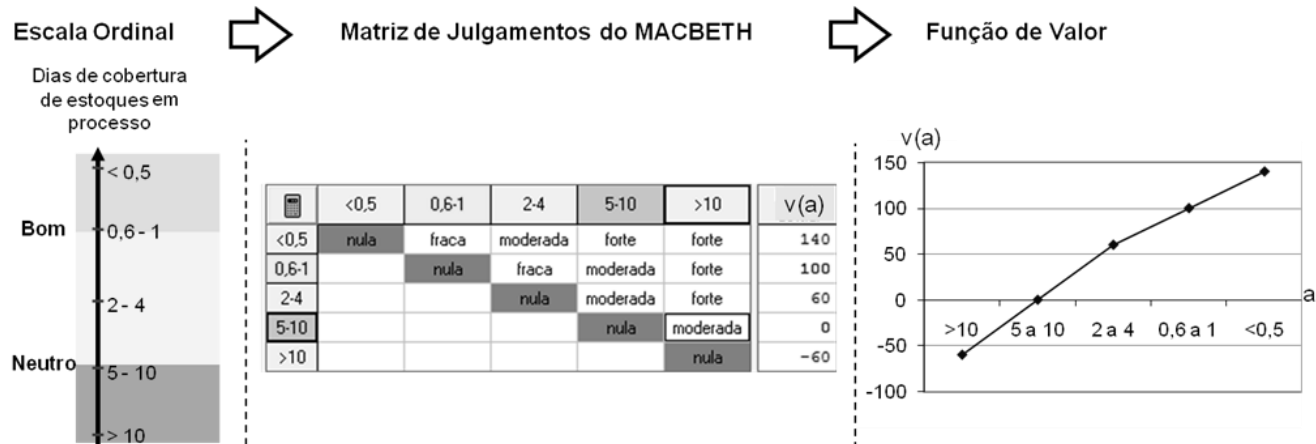 Escala Ordinal
Matriz de Julgamentos do MACBETH
Função de Valor
Dias de cobertura
de estoques em
processo
< 0,5
Bom
0,6 - 1
2 - 4
Neutro
5 - 10
> 10
<0,5 0,6-1 2-4 5-10 >10 v(a)
<0,5 nula fraca moderada forte forte 140
0,6-1 nula fraca moderada forte 100
2-4 nula moderada forte 60
5-10 nula moderada 0
>10 nula -60
v(a)
150
100
50
0
a
>10 5 a 10 2 a 4 0,6 a 1 <0,5
-50
-100